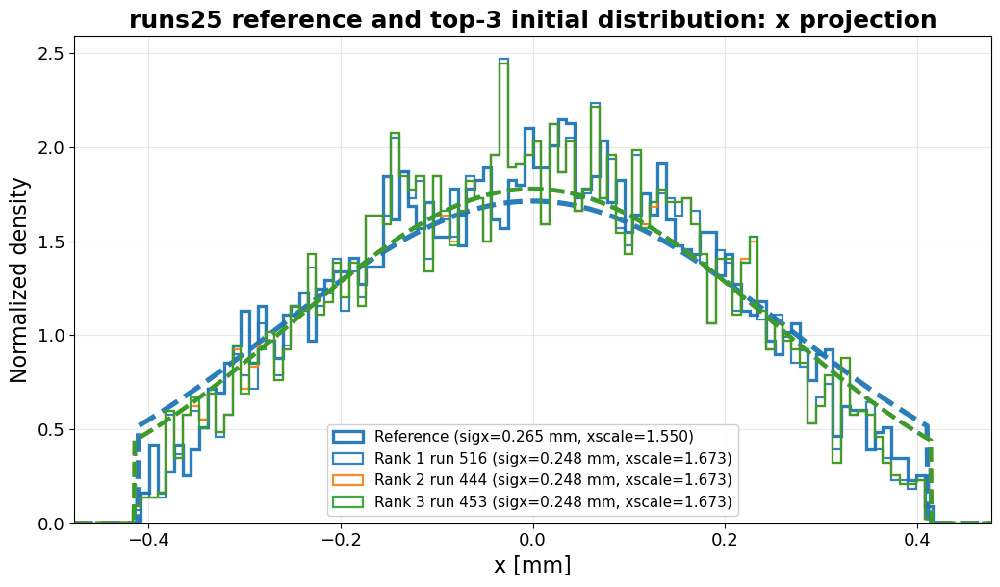 runs25 reference and top-3 initial distribution: x projection
Normalized density
2.5
2.0
1.5
1.0
0.5
0.0
Reference (sigx=0.265 mm, xscale=1.550)
Rank 1 run 516 (sigx=0.248 mm, xscale=1.673)
Rank 2 run 444 (sigx=0.248 mm, xscale=1.673)
Rank 3 run 453 (sigx=0.248 mm, xscale=1.673)
−0.4 −0.2 0.0 0.2 0.4
x [mm]